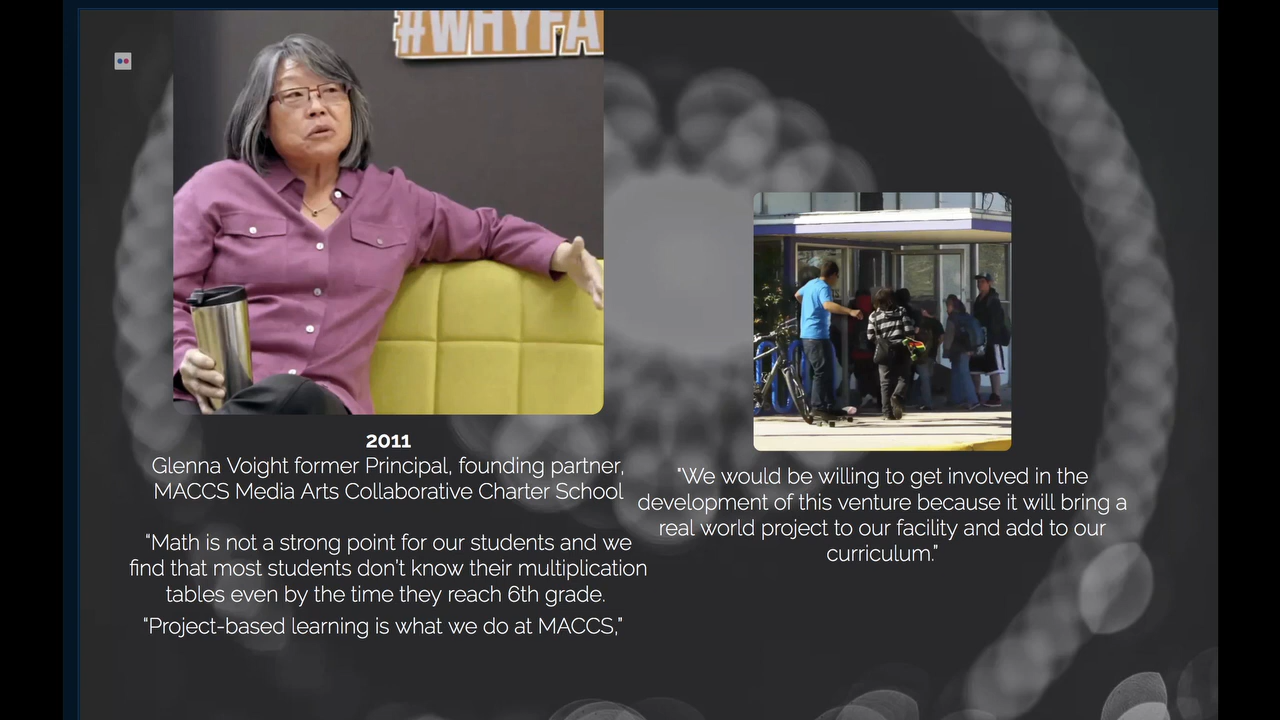 #WHYFA
2011
Glenna Voight former Principal, founding partner,
MACCS Media Arts Collaborative Charter School
"Math is not a strong point for our students and we
find that most students don't know their multiplication
tables even by the time they reach 6th grade.
"Project-based learning is what we do at MACCS,"
"We would be willing to get involved in the
development of this venture because it will bring a
real world project to our facility and add to our
curriculum."